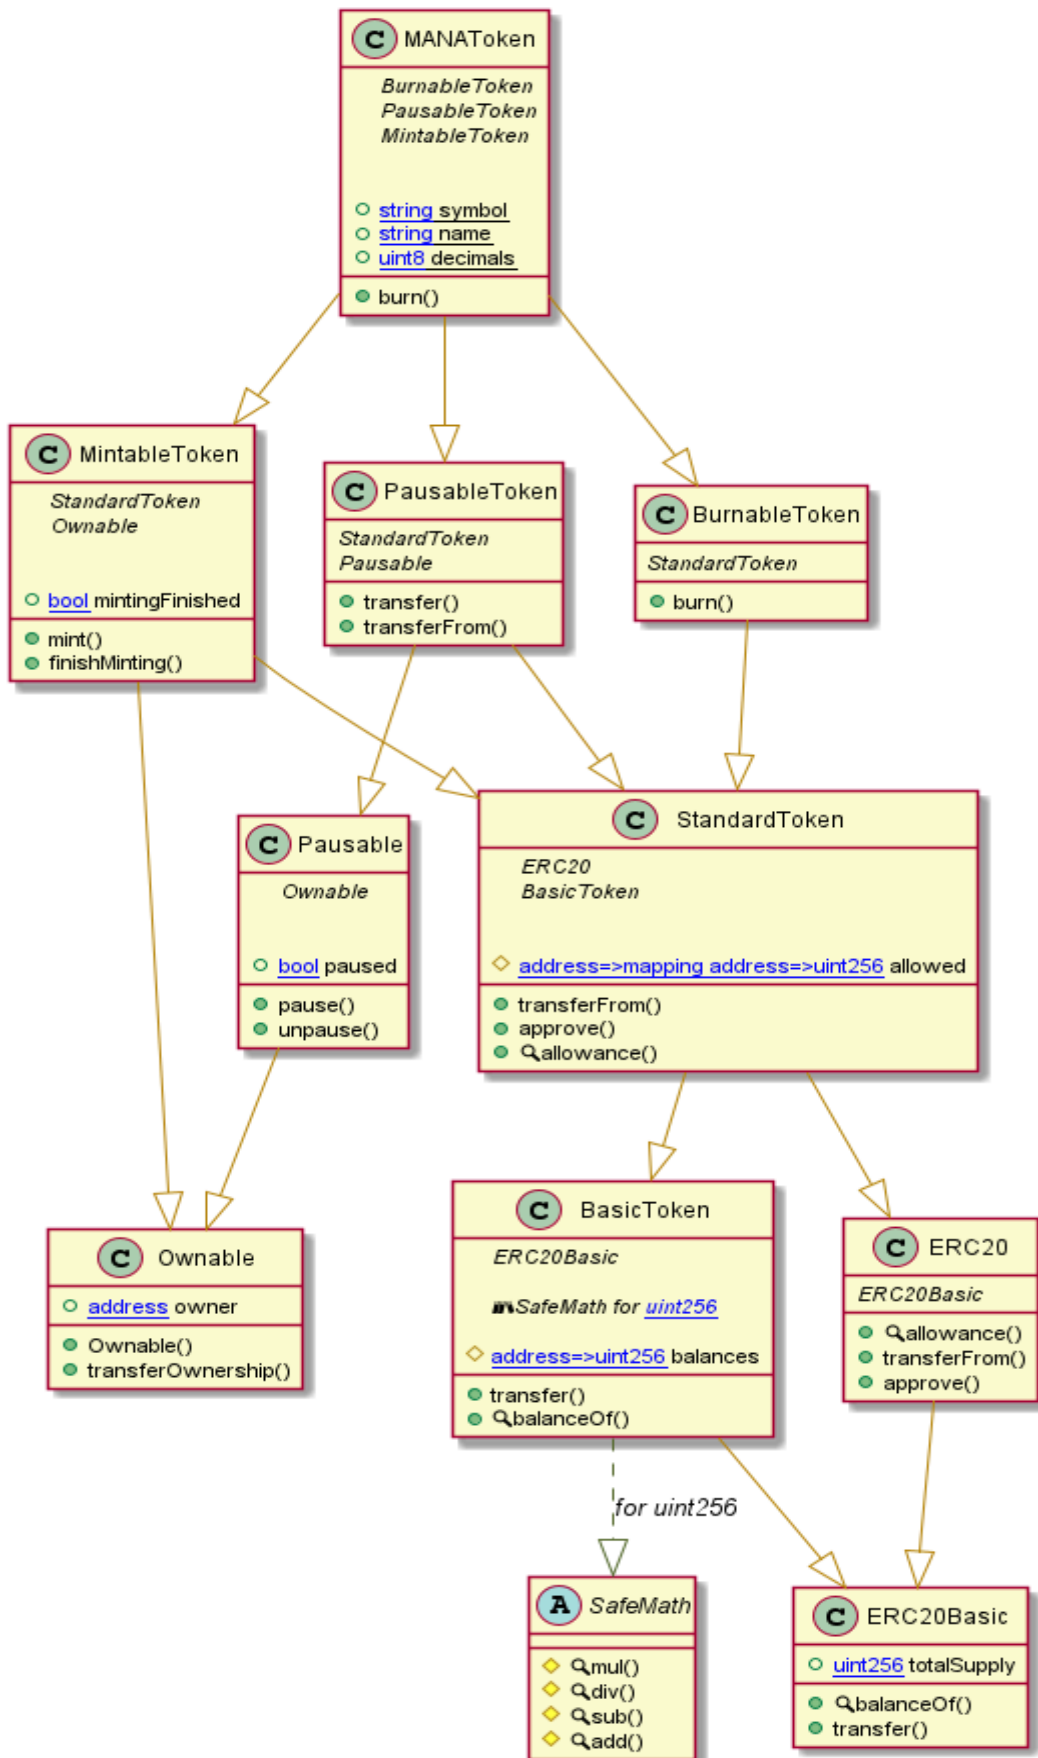 C MANAToken
BurnableToken
PausableToken
MintableToken
string symbol
string name
uint8 decimals
burn()
C MintableToken
StandardToken
Ownable
bool mintingFinished
mint()
finishMinting()
C PausableToken
StandardToken
Pausable
transfer()
transferFrom()
C BurnableToken
StandardToken
burn()
C Pausable
Ownable
bool paused
pause()
unpause()
C StandardToken
ERC20
BasicToken
address=>mapping address=>uint256 allowed
transferFrom()
approve()
allowance()
C Ownable
address owner
Ownable()
transferOwnership()
C BasicToken
ERC20Basic
SafeMath for uint256
address=>uint256 balances
transfer()
balanceOf()
C ERC20
ERC20Basic
allowance()
transferFrom()
approve()
for uint256
A SafeMath
mul()
div()
sub()
add()
C ERC20Basic
uint256 totalSupply
balanceOf()
transfer()